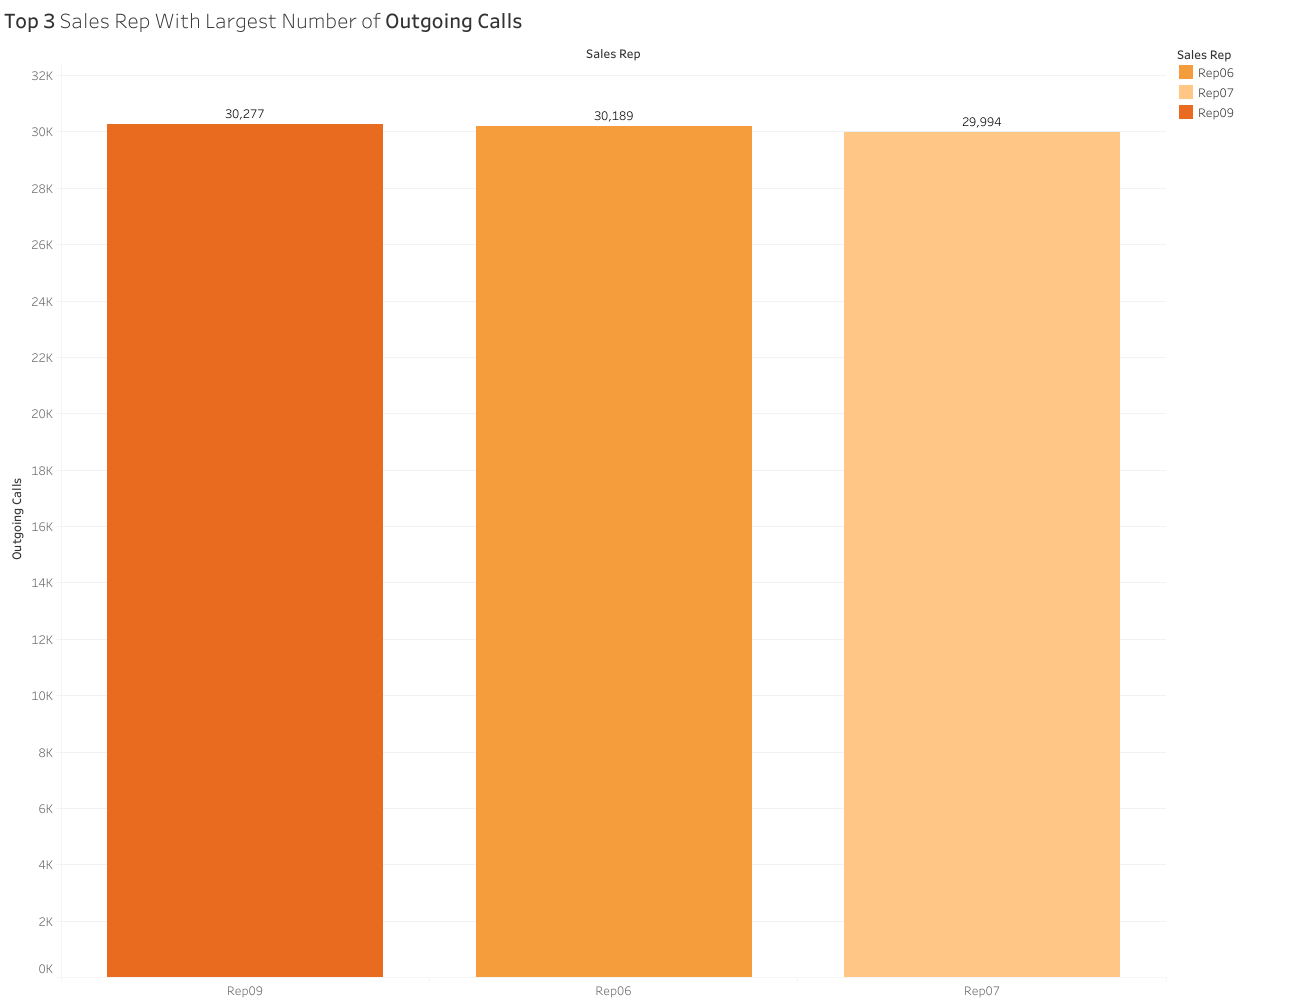 Top 3 Sales Rep With Largest Number of Outgoing Calls
Sales Rep
Sales Rep
Rep06
Rep07
Rep09
32K
30K
28K
26K
24K
22K
20K
18K
16K
14K
12K
10K
8K
6K
4K
2K
0K
Outgoing Calls
30,277
30,189
29,994
Rep09
Rep06
Rep07